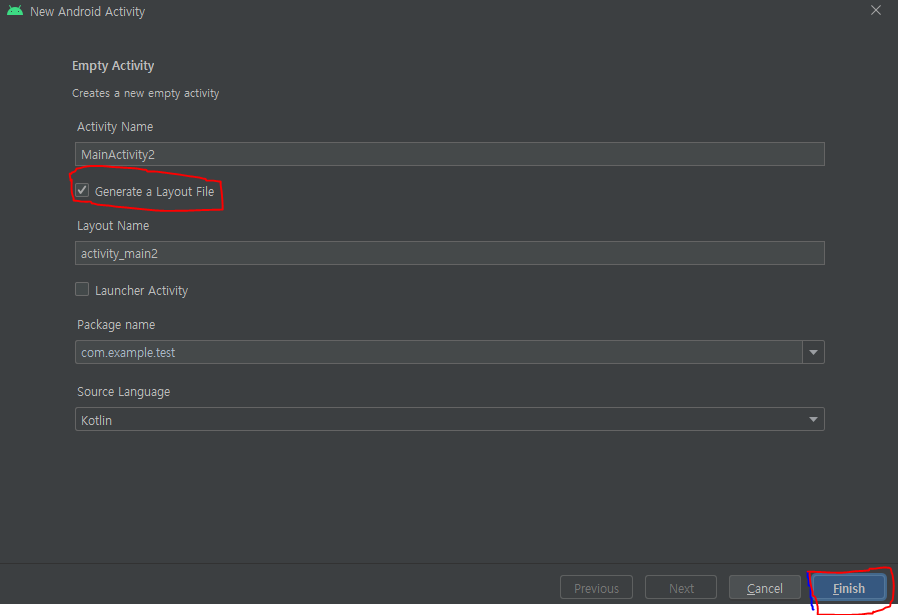 New Android Activity
Empty Activity
Creates a new empty activity
Activity Name
MainActivity2
Generate a Layout File
Layout Name
activity_main2
Launcher Activity
Package name
com.example.test
Source Language
Kotlin
Previous Next Cancel Finish